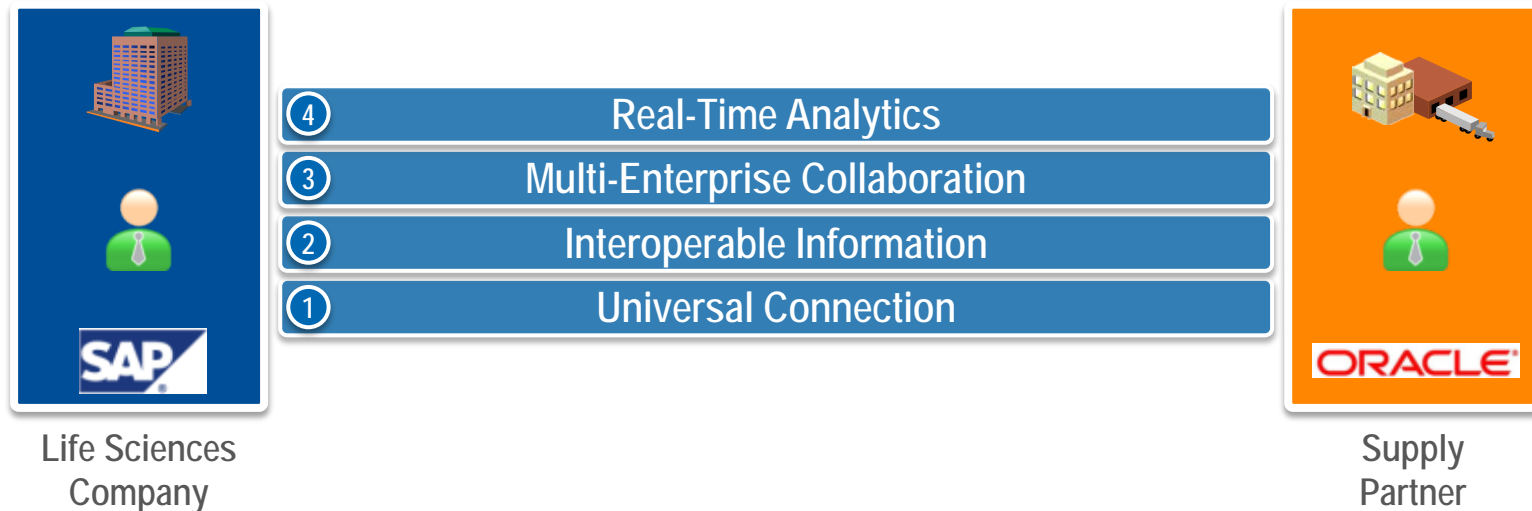 4 Real-Time Analytics
3 Multi-Enterprise Collaboration
2 Interoperable Information
1 Universal Connection
SAP
ORACLE
Life Sciences
Company
Supply
Partner